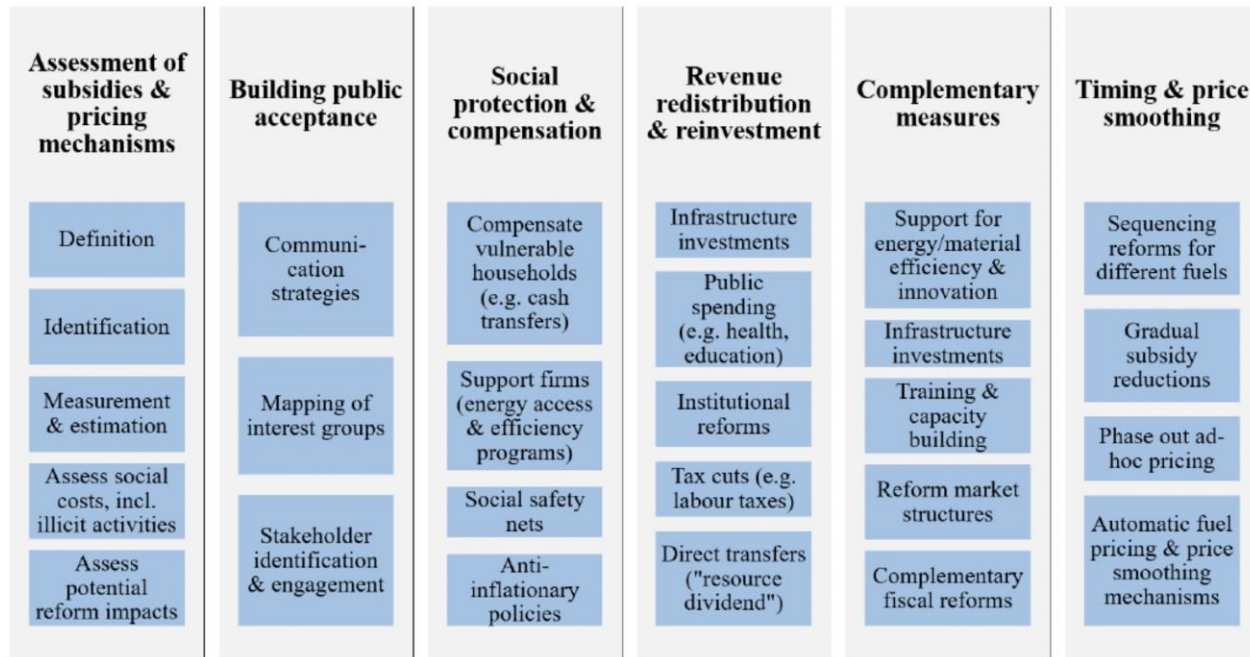 Assessment of
subsidies &
pricing
mechanisms
Definition
Identification
Measurement
& estimation
Assess social
costs, incl.
illicit activities
Assess
potential
reform impacts
Building public
acceptance
Communi-
cation
strategies
Mapping of
interest groups
Stakeholder
identification
& engagement
Social
protection &
compensation
Compensate
vulnerable
households
(e.g. cash
transfers)
Support firms
(energy access
& efficiency
programs)
Social safety
nets
Anti-
inflationary
policies
Revenue
redistribution
& reinvestment
Infrastructure
investments
Public
spending
(e.g. health,
education)
Institutional
reforms
Tax cuts (e.g.
labour taxes)
Direct transfers
("resource
dividend")
Complementary
measures
Support for
energy/material
efficiency &
innovation
Infrastructure
investments
Training &
capacity
building
Reform market
structures
Complementary
fiscal reforms
Timing & price
smoothing
Sequencing
reforms for
different fuels
Gradual
subsidy
reductions
Phase out ad-
hoc pricing
Automatic fuel
pricing & price
smoothing
mechanisms